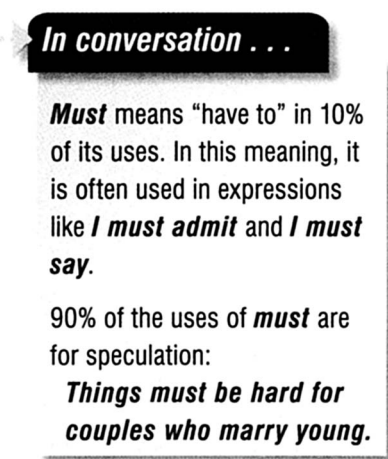 In conversation . . .
Must means “have to” in 10%
of its uses. In this meaning, it
is often used in expressions
like I must admit and I must
say.
90% of the uses of must are
for speculation:
Things must be hard for
couples who marry young.